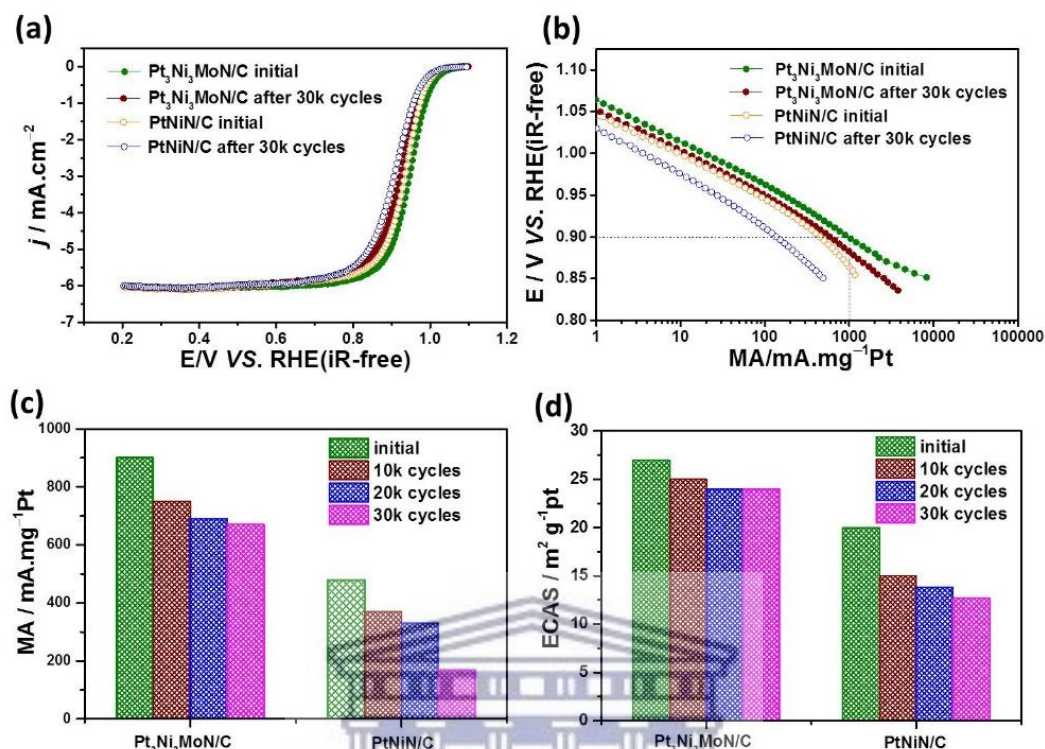 (a)
Pt₃Ni₃MoN/C initial
Pt₃Ni₃MoN/C after 30k cycles
PtNiN/C initial
PtNiN/C after 30k cycles
j / mA.cm⁻²
0
-1
-2
-3
-4
-5
-6
-7
0.2 0.4 0.6 0.8 1.0 1.2
E/V VS. RHE(iR-free)
(b)
Pt₃Ni₃MoN/C initial
Pt₃Ni₃MoN/C after 30k cycles
PtNiN/C initial
PtNiN/C after 30k cycles
E / V VS. RHE(iR-free)
1.10
1.05
1.00
0.95
0.90
0.85
0.80
1 10 100 1000 10000 100000
MA/mA.mg⁻¹Pt
(c)
initial
10k cycles
20k cycles
30k cycles
MA / mA.mg⁻¹Pt
1000
800
600
400
200
0
Pt₃Ni₃MoN/C PtNiN/C
(d)
initial
10k cycles
20k cycles
30k cycles
ECAS / m² g⁻¹pt
30
25
20
15
10
5
0
Pt₃Ni₃MoN/C PtNiN/C